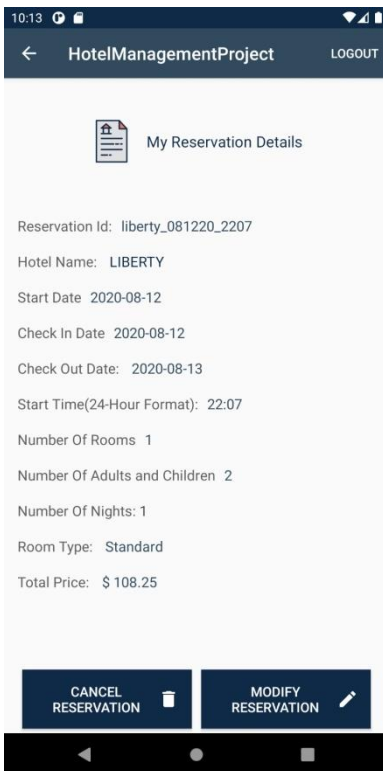 10:13
HotelManagementProject LOGOUT
My Reservation Details
Reservation Id: liberty_081220_2207
Hotel Name: LIBERTY
Start Date 2020-08-12
Check In Date 2020-08-12
Check Out Date: 2020-08-13
Start Time(24-Hour Format): 22:07
Number Of Rooms 1
Number Of Adults and Children 2
Number Of Nights: 1
Room Type: Standard
Total Price: $ 108.25
CANCEL
RESERVATION
MODIFY
RESERVATION